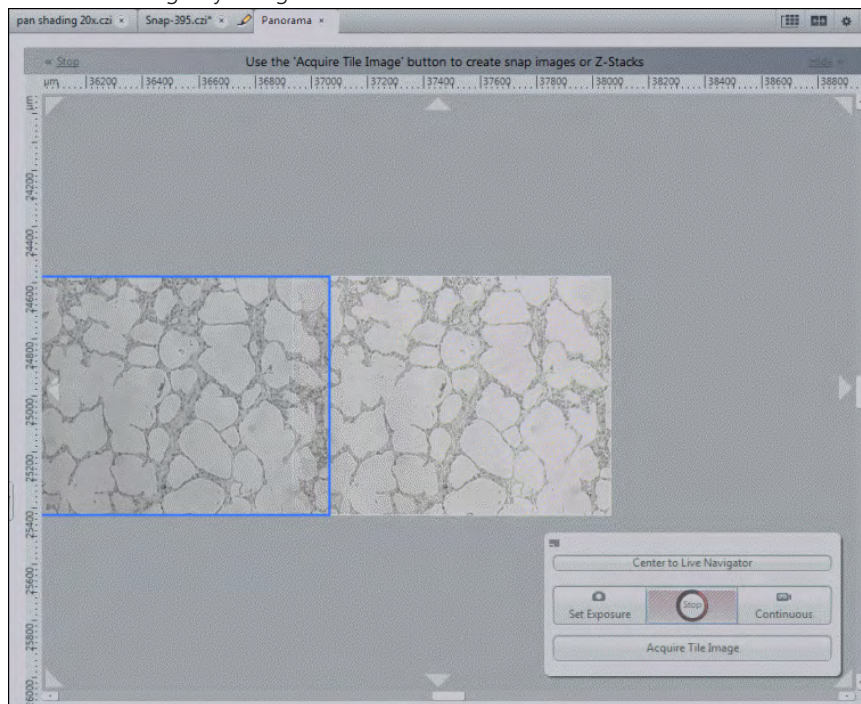 pan shading 20x.czi × Snap-395.czi* × Panorama ×
« Stop Use the 'Acquire Tile Image' button to create snap images or Z-Stacks Hide
µm 36200 36400 36600 36800 37000 37200 37400 37600 37800 38000 38200 38400 38600 38800
µm
24200
24400
24600
24800
25000
25200
25400
25600
25800
26000
Center to Live Navigator
Set Exposure Stop Continuous
Acquire Tile Image